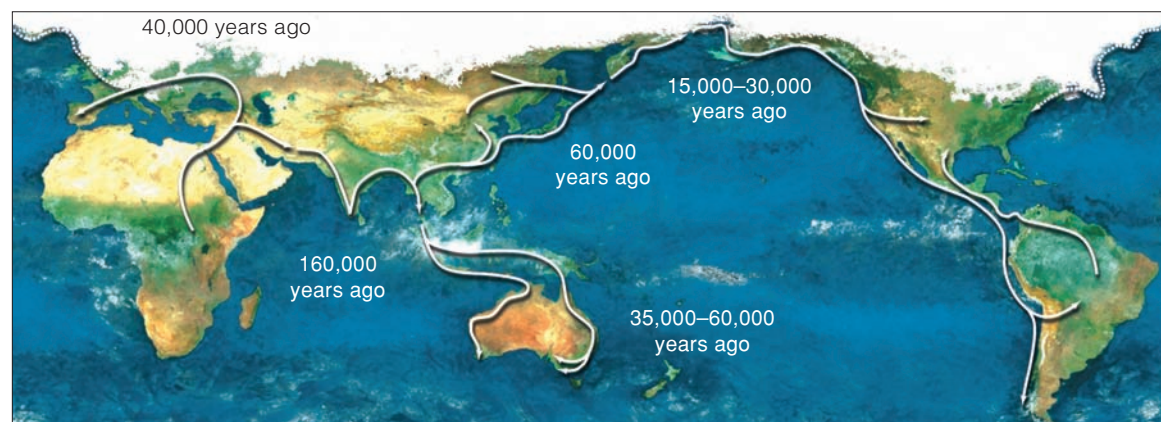 40,000 years ago
15,000–30,000
years ago
60,000
years ago
160,000
years ago
35,000–60,000
years ago